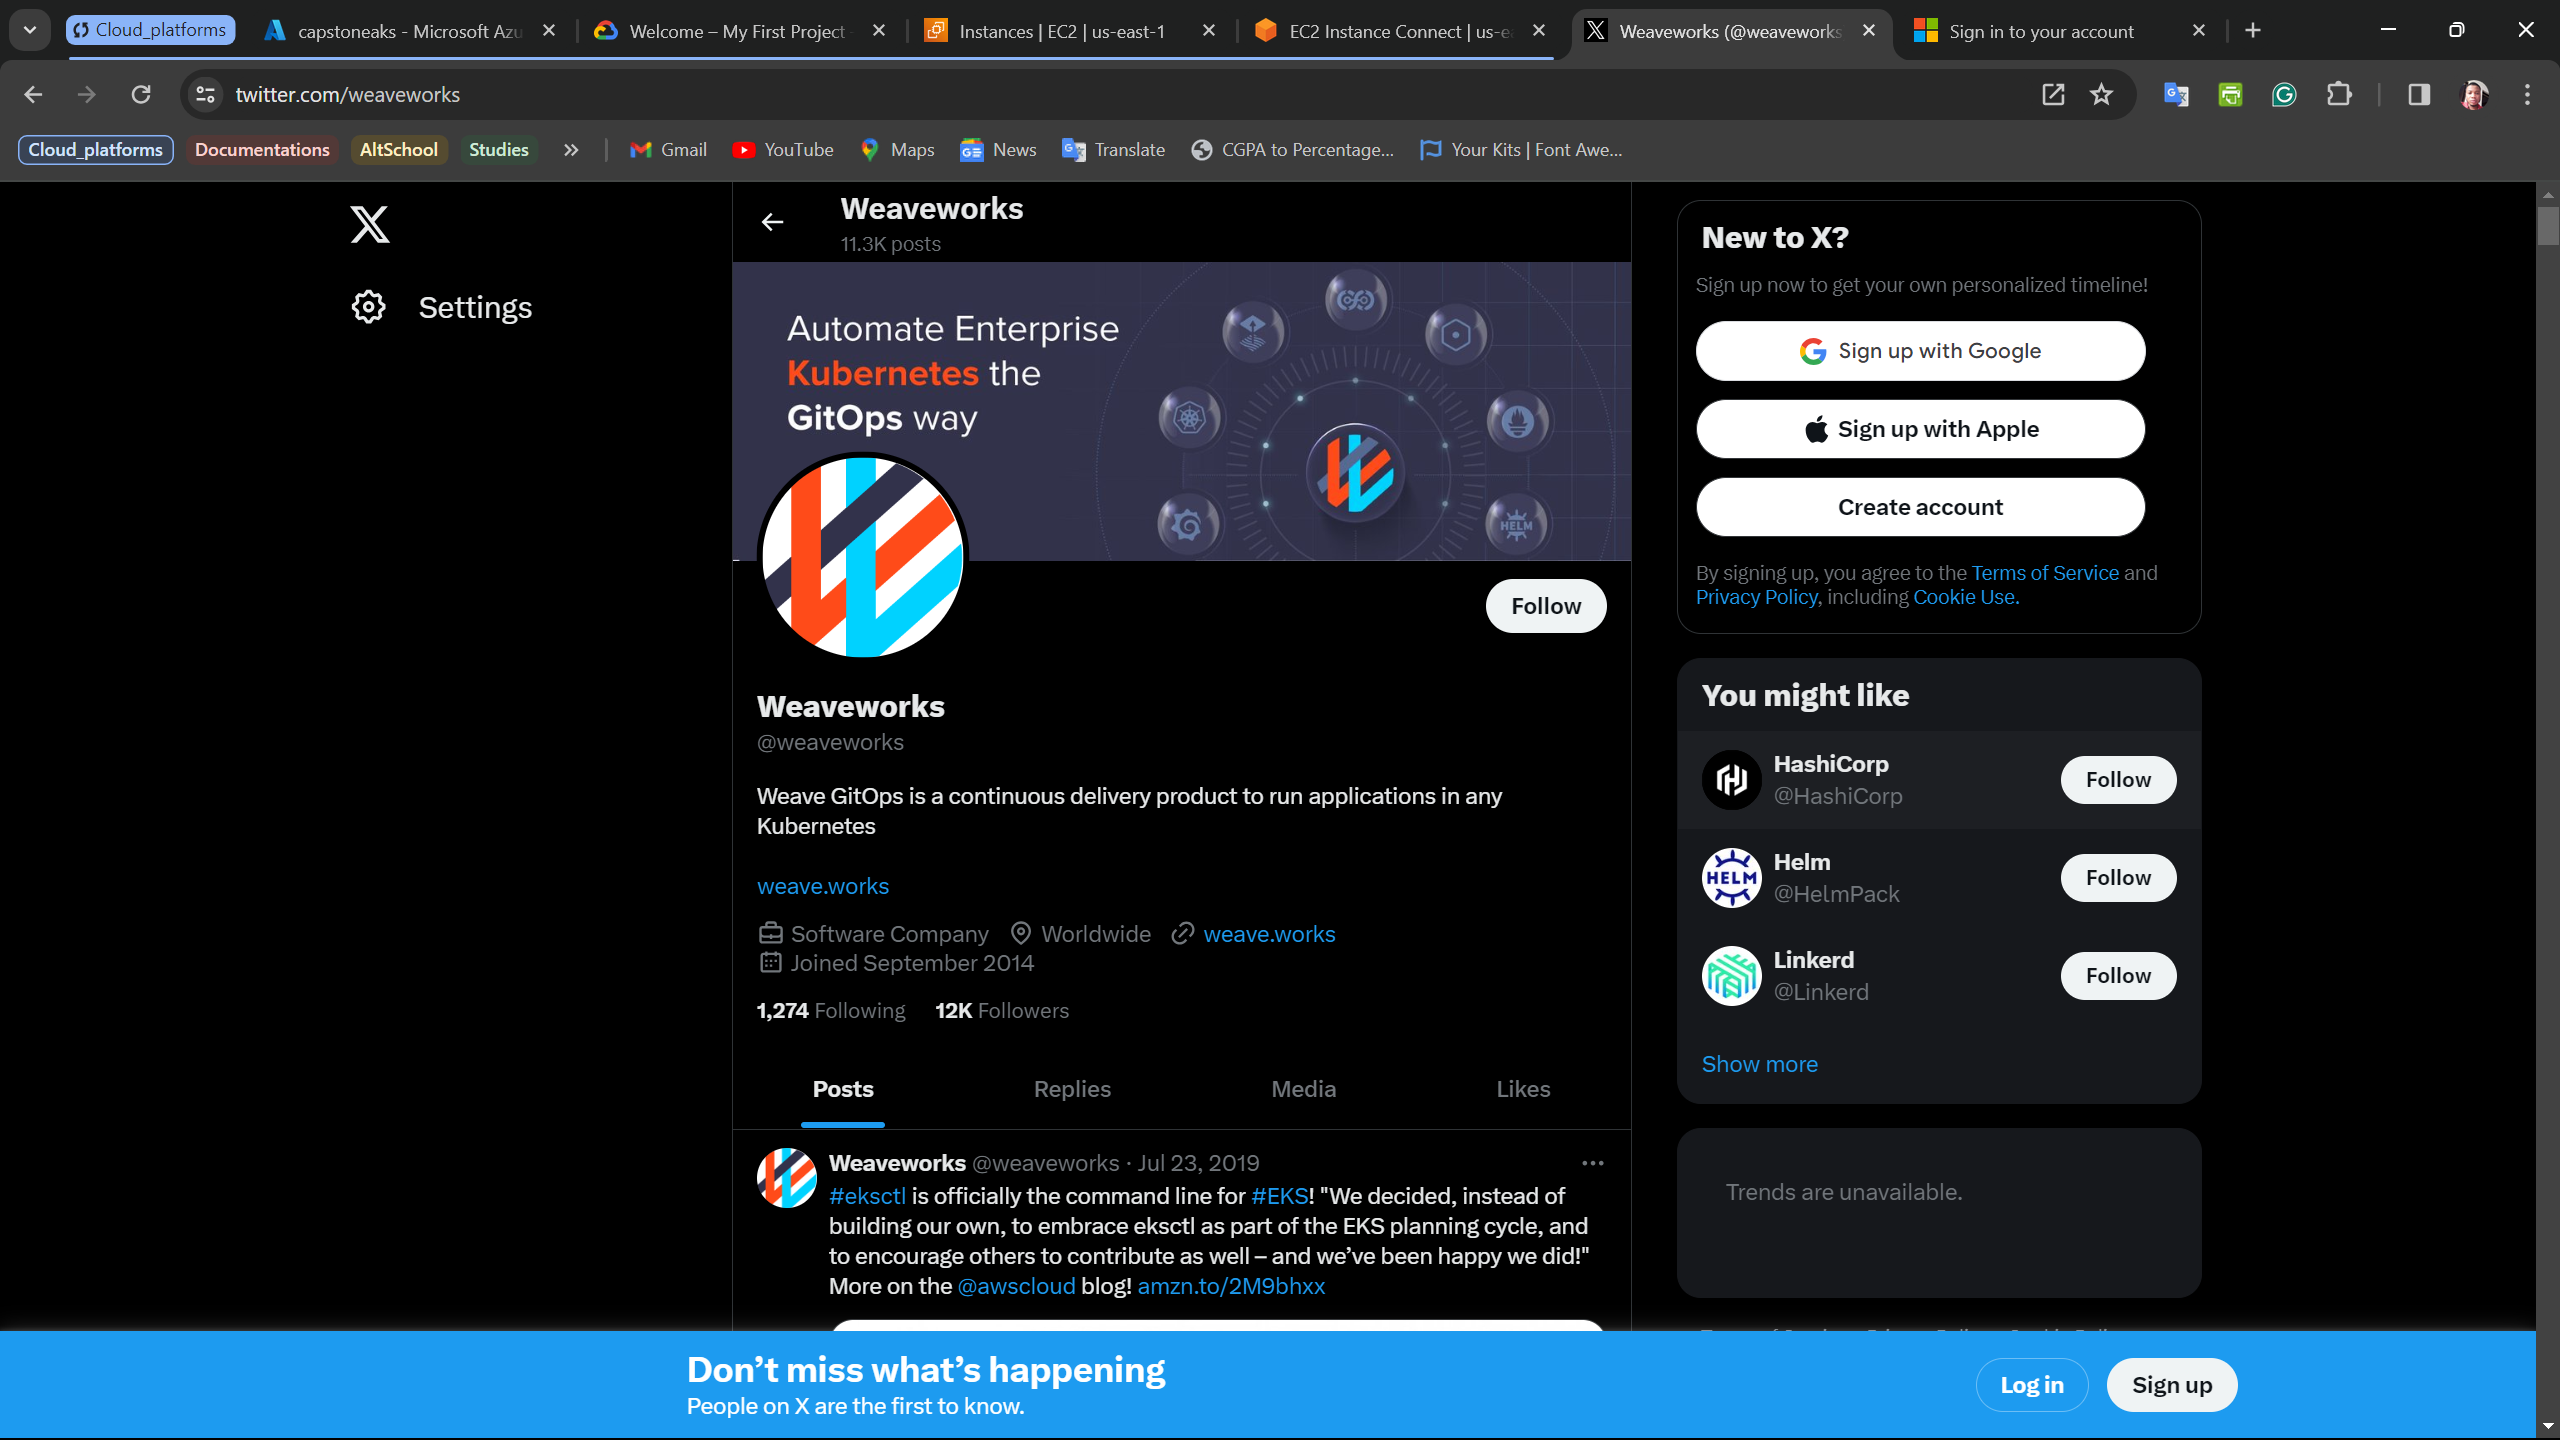 Cloud_platforms
capstoneaks - Microsoft Azu
Welcome – My First Project
Instances | EC2 | us-east-1
EC2 Instance Connect | us-ea
Weaveworks (@weaveworks
Sign in to your account
twitter.com/weaveworks
Cloud_platforms
Documentations
AltSchool
Studies
Gmail
YouTube
Maps
News
Translate
CGPA to Percentage...
Your Kits | Font Awe...
Settings
Weaveworks
11.3K posts
Automate Enterprise
Kubernetes the
GitOps way
HELM
Follow
Weaveworks
@weaveworks
Weave GitOps is a continuous delivery product to run applications in any
Kubernetes
weave.works
Software Company Worldwide weave.works
Joined September 2014
1,274 Following 12K Followers
Posts Replies Media Likes
Weaveworks @weaveworks · Jul 23, 2019
#eksctl is officially the command line for #EKS! "We decided, instead of
building our own, to embrace eksctl as part of the EKS planning cycle, and
to encourage others to contribute as well – and we’ve been happy we did!"
More on the @awscloud blog! amzn.to/2M9bhxx
New to X?
Sign up now to get your own personalized timeline!
Sign up with Google
Sign up with Apple
Create account
By signing up, you agree to the Terms of Service and
Privacy Policy, including Cookie Use.
You might like
HashiCorp
@HashiCorp
Follow
HELM
Helm
@HelmPack
Follow
Linkerd
@Linkerd
Follow
Show more
Trends are unavailable.
Don’t miss what’s happening
People on X are the first to know.
Log in
Sign up